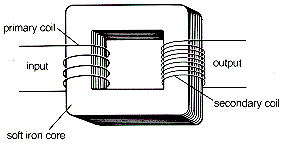 primary coil
input
output
secondary coil
soft iron core